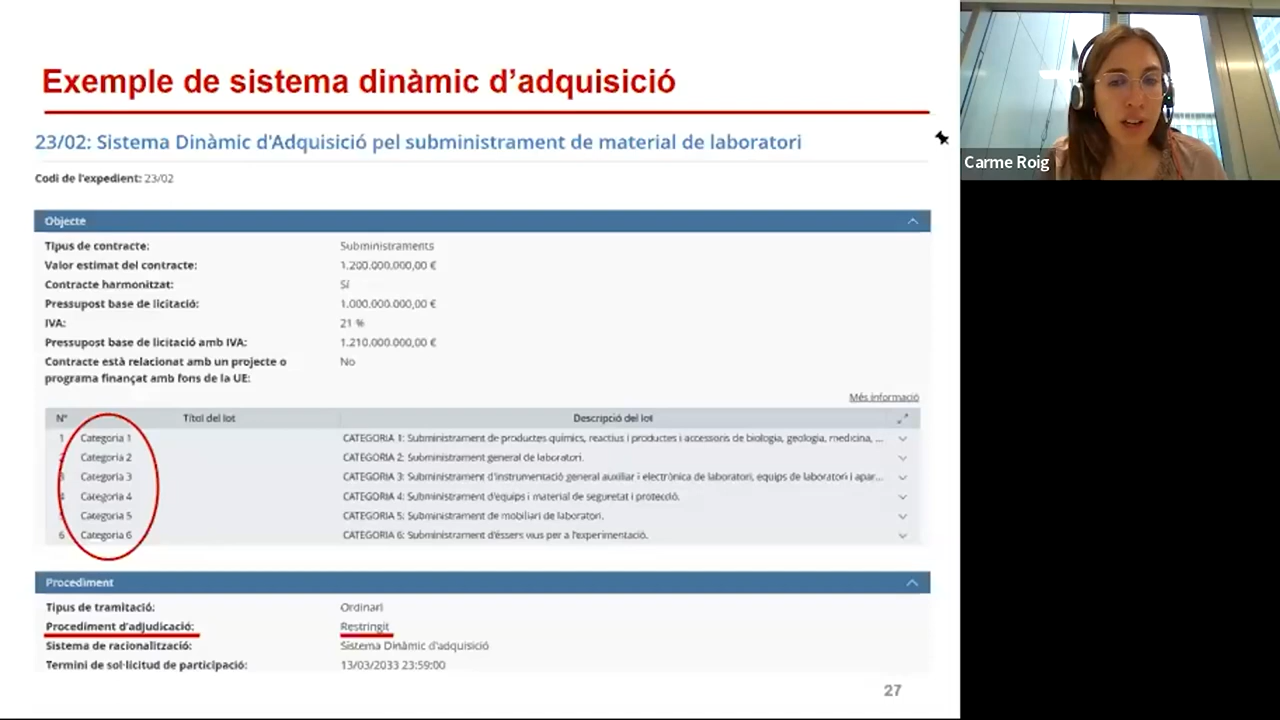 Exemple de sistema dinàmic d'adquisició
23/02: Sistema Dinàmic d'Adquisició pel subministrament de material de laboratori
Carme Roig
Codi de l'expedient: 23/02
Objecte
Tipus de contracte: Subministraments
Valor estimat del contracte: 1.200.000.000,00 €
Contracte harmonitzat: Sí
Pressupost base de licitació: 1.000.000.000,00 €
IVA: 21 %
Pressupost base de licitació amb IVA: 1.210.000.000,00 €
Contracte està relacionat amb un projecte o No
programa finançat amb fons de la UE:
Més informació
Nº Títol del lot Descripció del lot
1 Categoria 1 CATEGORIA 1: Subministrament de productes químics, reactius i productes i accessoris de biologia, geologia, medicina, ...
2 Categoria 2 CATEGORIA 2: Subministrament general de laboratori.
3 Categoria 3 CATEGORIA 3: Subministrament d'instrumentació general auxiliar i electrònica de laboratori, equips de laboratori i apar...
4 Categoria 4 CATEGORIA 4: Subministrament d'equips i material de seguretat i protecció.
5 Categoria 5 CATEGORIA 5: Subministrament de mobiliari de laboratori.
6 Categoria 6 CATEGORIA 6: Subministrament d'éssers vius per a l'experimentació.
Procediment
Tipus de tramitació: Ordinari
Procediment d'adjudicació: Restringit
Sistema de racionalització: Sistema Dinàmic d'adquisició
Termini de sol·licitud de participació: 13/03/2033 23:59:00
27